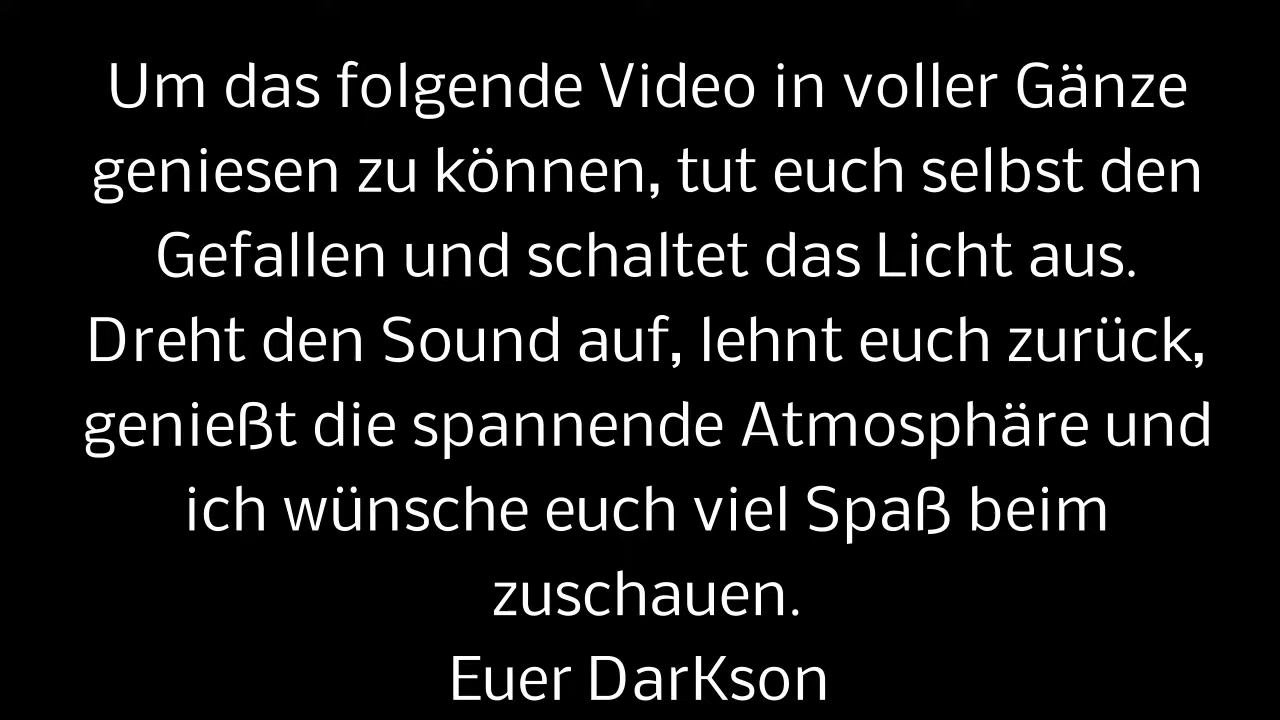 Um das folgende Video in voller Gänze
geniesen zu können, tut euch selbst den
Gefallen und schaltet das Licht aus.
Dreht den Sound auf, lehnt euch zurück,
genießt die spannende Atmosphäre und
ich wünsche euch viel Spaß beim
zuschauen.
Euer DarKson